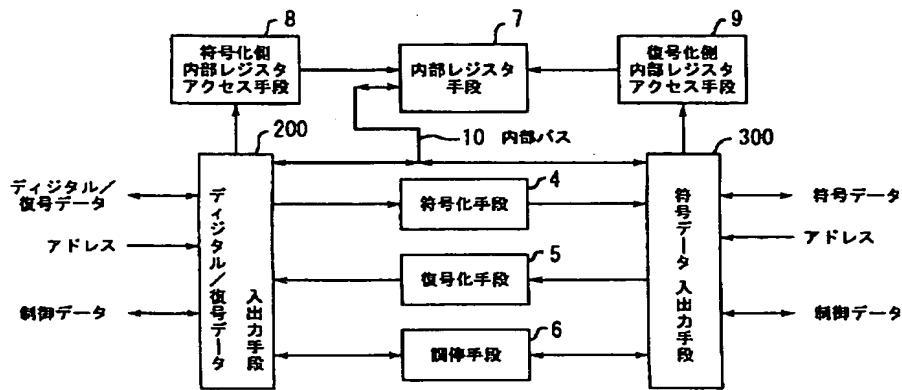 8
符号化側
内部レジスタ
アクセス手段
7
内部レジスタ
手段
9
復号化側
内部レジスタ
アクセス手段
200
10 内部バス
300
ディジタル／
復号データ
アドレス
制御データ
ディジタル／復号データ
入出力手段
4
符号化手段
5
復号化手段
6
調停手段
符号データ入出力手段
符号データ
アドレス
制御データ